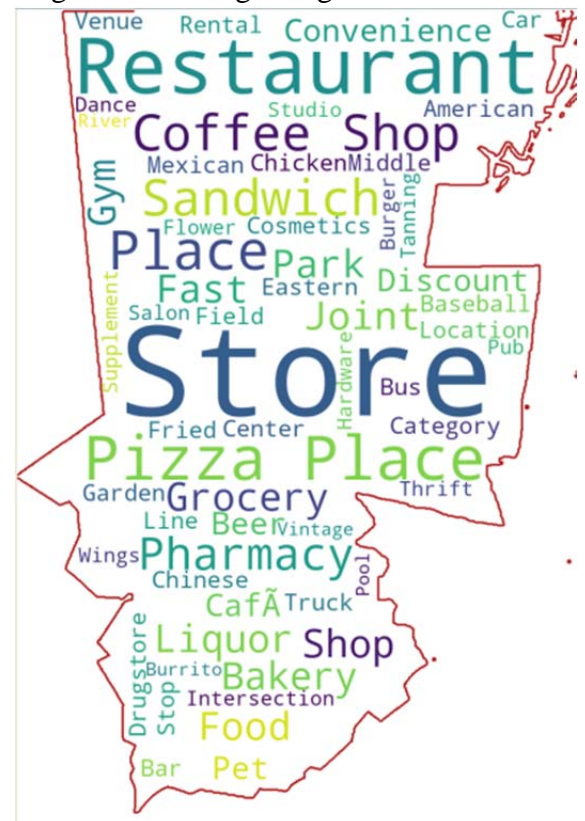 Venue Rental Convenience Car
Restaurant
Dance Studio American
River
Coffee Shop
Mexican Chicken Middle
Gym
Sandwich
Burger
Tanning
Flower Cosmetics
Place Park
Fast Eastern Discount
Supplement
Salon Field Joint Baseball
Location
Pub
Store
Hardware
Bus
Fried Center Category
Pizza Place
Garden Grocery Thrift
Line Beer Vintage
Wings Pharmacy
Pool
Chinese
CafÃ Truck
Drugstore
Liquor Shop
Burrito Bakery
Stop
Intersection
Food
Bar Pet